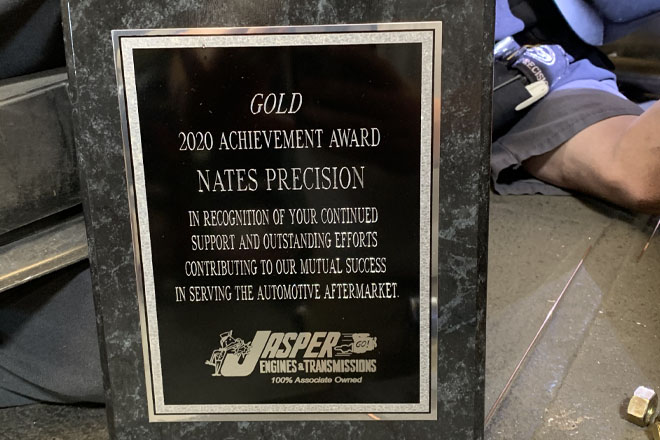 GOLD
2020 ACHIEVEMENT AWARD
NATES PRECISION
IN RECOGNITION OF YOUR CONTINUED
SUPPORT AND OUTSTANDING EFFORTS
CONTRIBUTING TO OUR MUTUAL SUCCESS
IN SERVING THE AUTOMOTIVE AFTERMARKET.
JASPER GO!
ENGINES & TRANSMISSIONS
100% Associate Owned